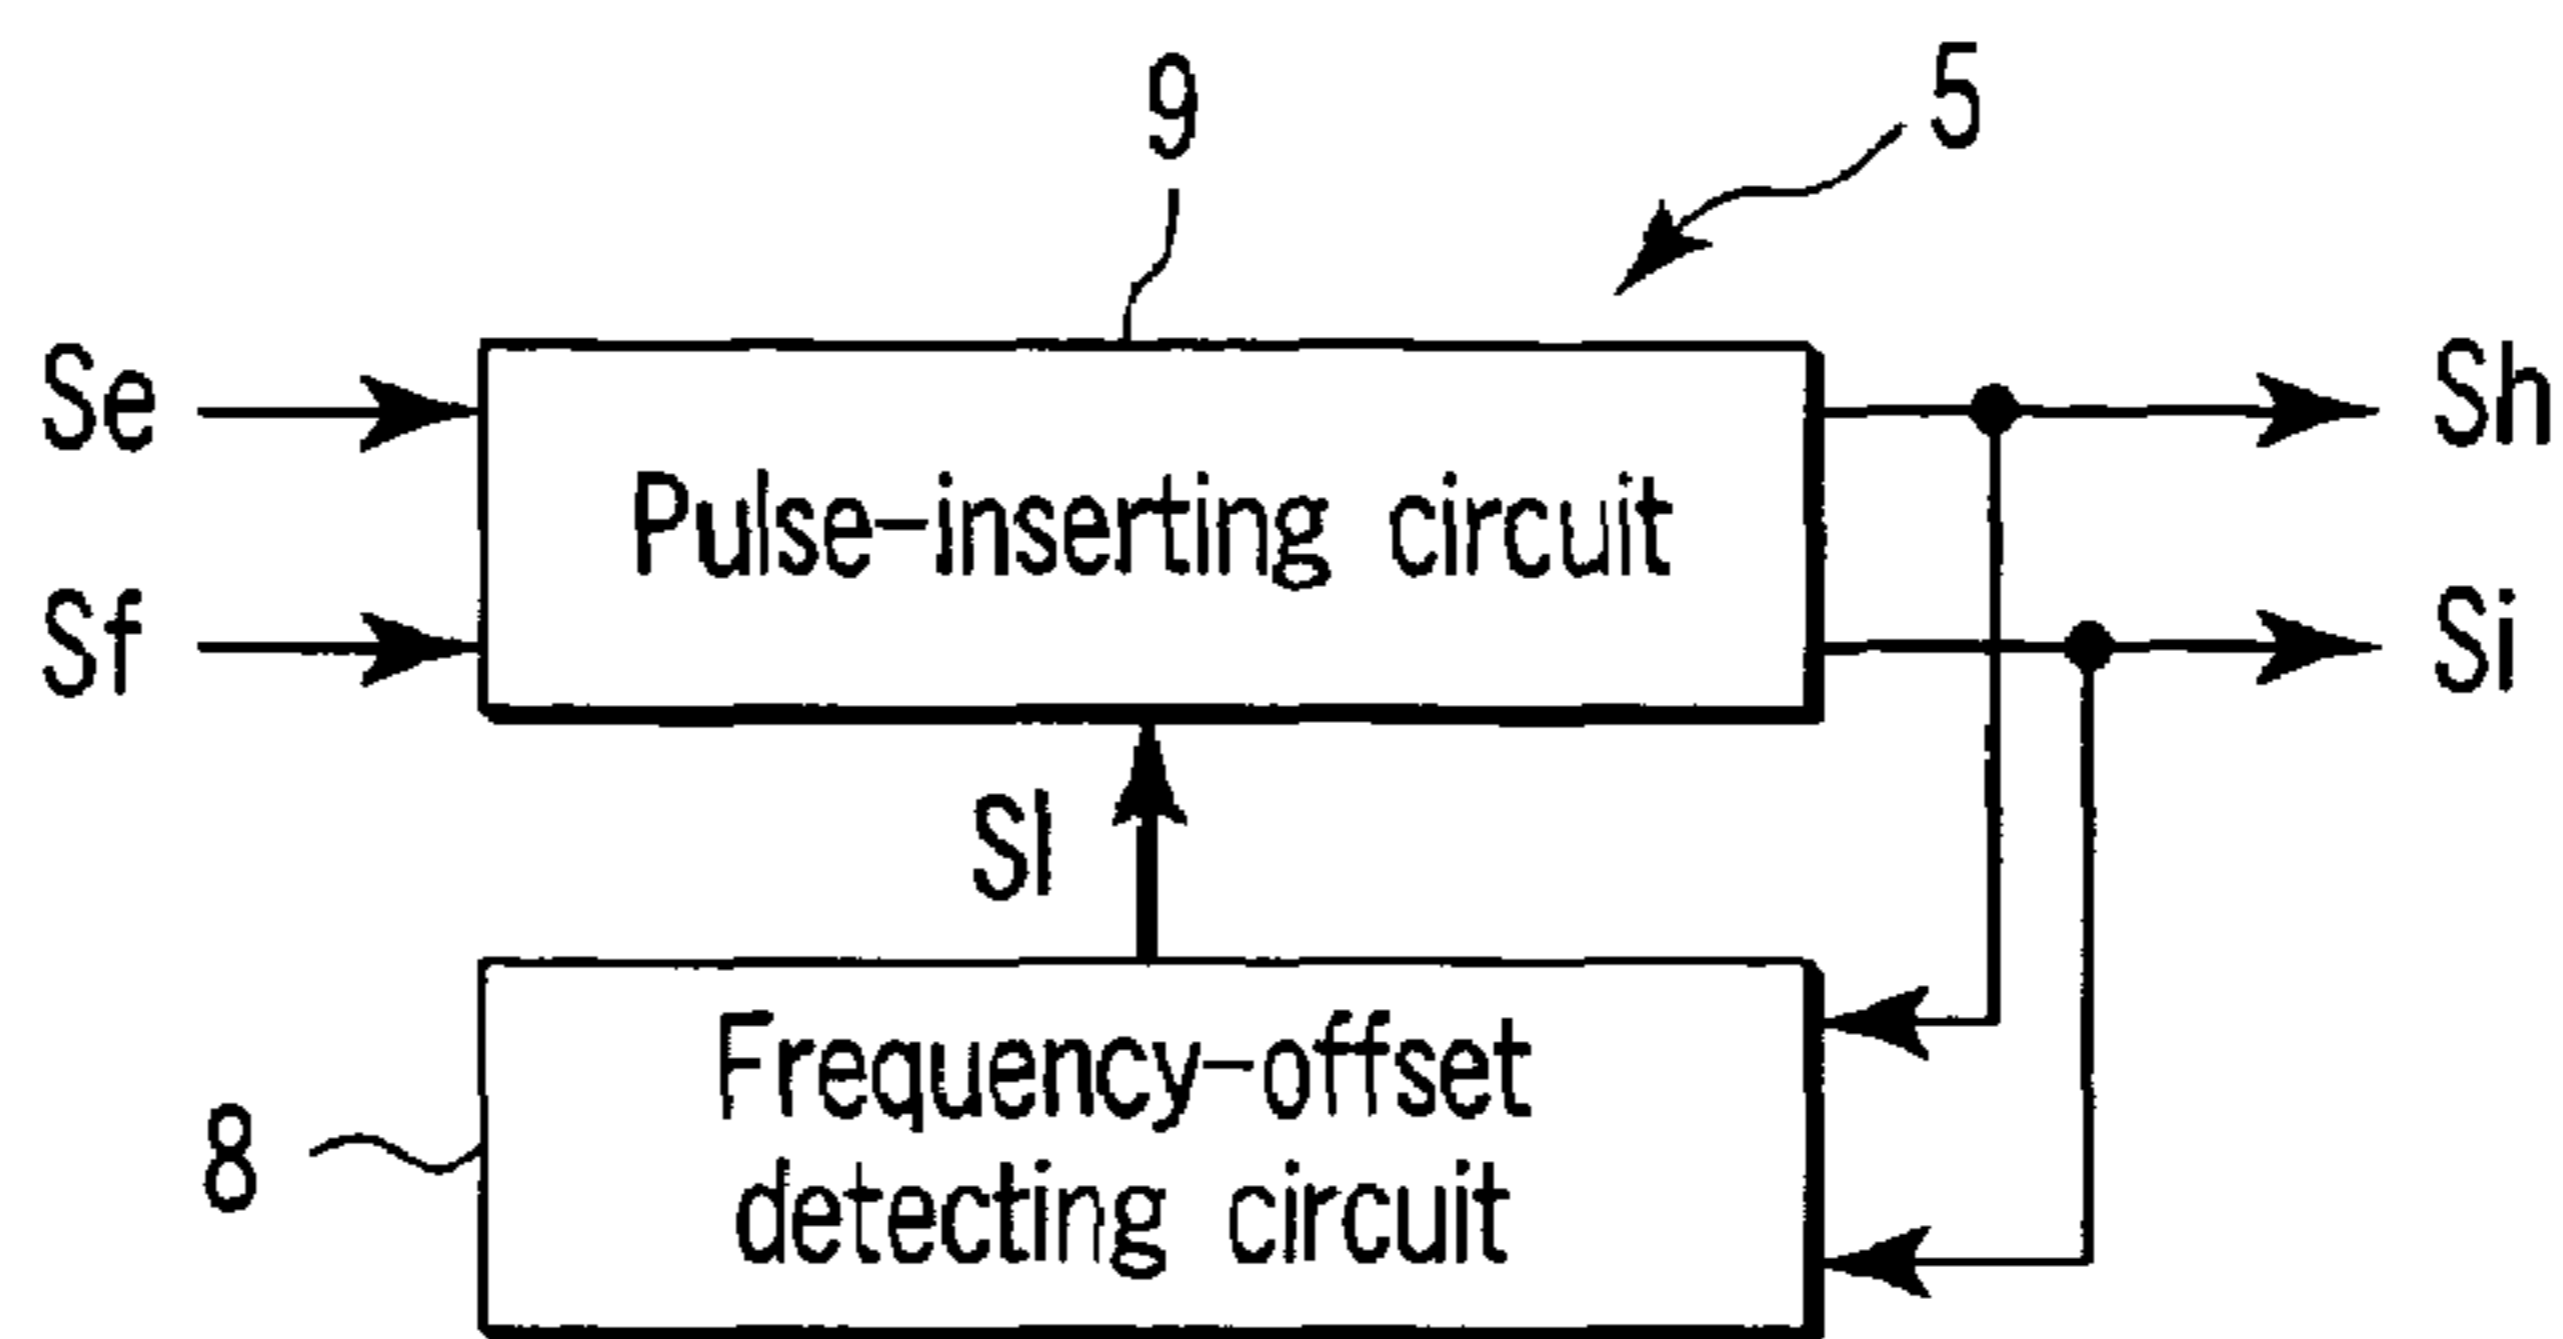 9
5
Se
Sh
Pulse-inserting circuit
Sf
Si
Sl
Frequency-offset
detecting circuit
8